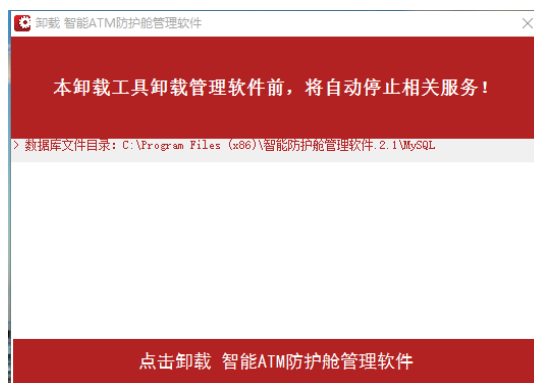 卸载 智能ATM防护舱管理软件
本卸载工具卸载管理软件前，将自动停止相关服务！
> 数据库文件目录：C:\Program Files (x86)\智能防护舱管理软件.2.1\MySQL
点击卸载 智能ATM防护舱管理软件